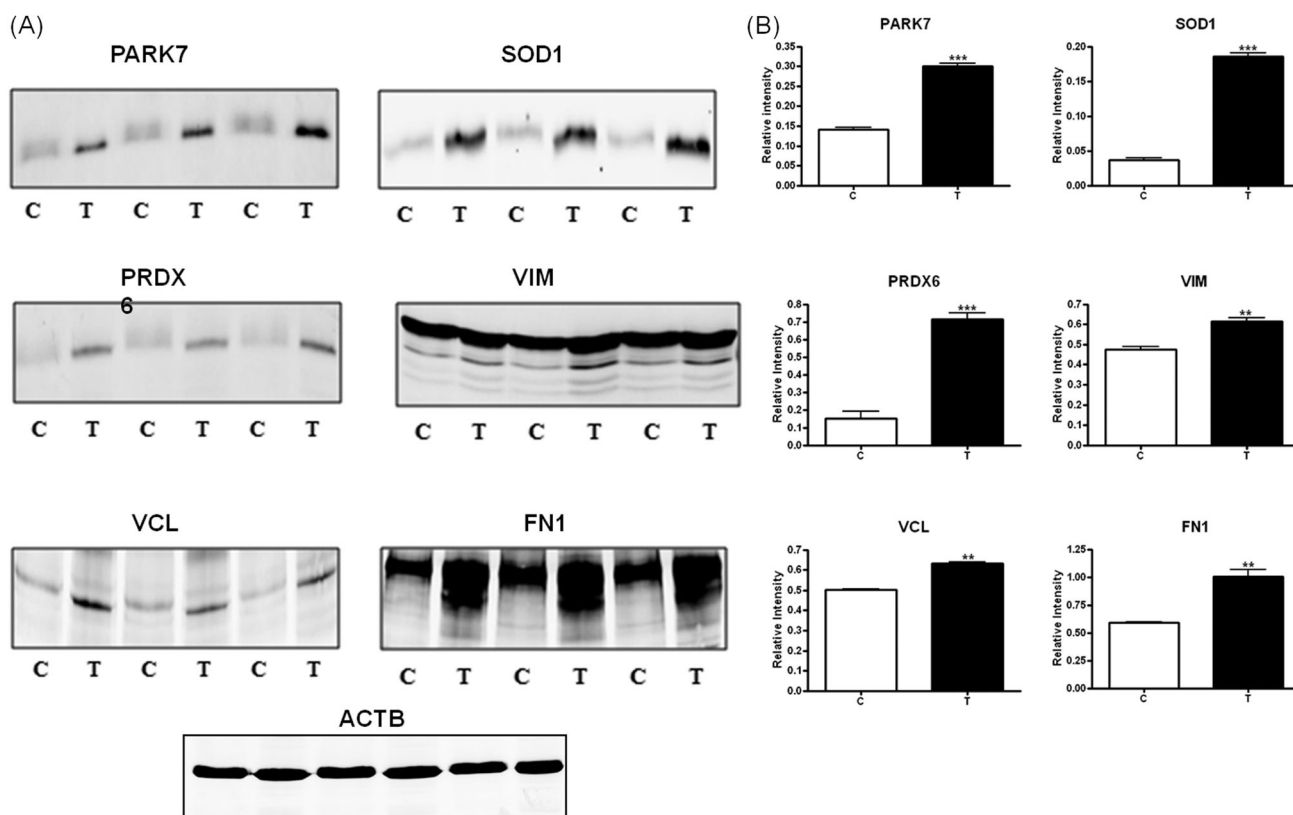 (A)
PARK7
C T C T C T
SOD1
C T C T C T
PRDX
6
C T C T C T
VIM
C T C T C T
VCL
C T C T C T
FN1
C T C T C T
ACTB
(B)
PARK7
Relative intensity
0.35
0.30
0.25
0.20
0.15
0.10
0.05
0.00
***
C T
SOD1
Relative Intensity
0.20
0.15
0.10
0.05
0.00
***
C T
PRDX6
Relative Intensity
0.8
0.7
0.6
0.5
0.4
0.3
0.2
0.1
0.0
***
C T
VIM
Relative Intensity
0.7
0.6
0.5
0.4
0.3
0.2
0.1
0.0
**
C T
VCL
Relative Intensity
0.7
0.6
0.5
0.4
0.3
0.2
0.1
0.0
**
C T
FN1
Relative Intensity
1.25
1.00
0.75
0.50
0.25
0.00
**
C T